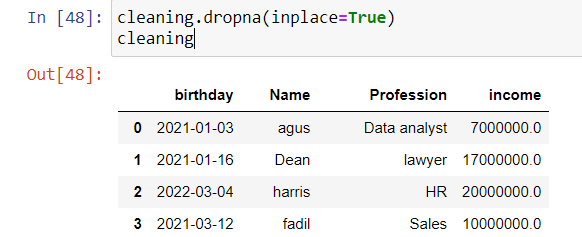 In [48]: cleaning.dropna(inplace=True)
cleaning
Out[48]:
birthday Name Profession income
0 2021-01-03 agus Data analyst 7000000.0
1 2021-01-16 Dean lawyer 17000000.0
2 2022-03-04 harris HR 20000000.0
3 2021-03-12 fadil Sales 10000000.0